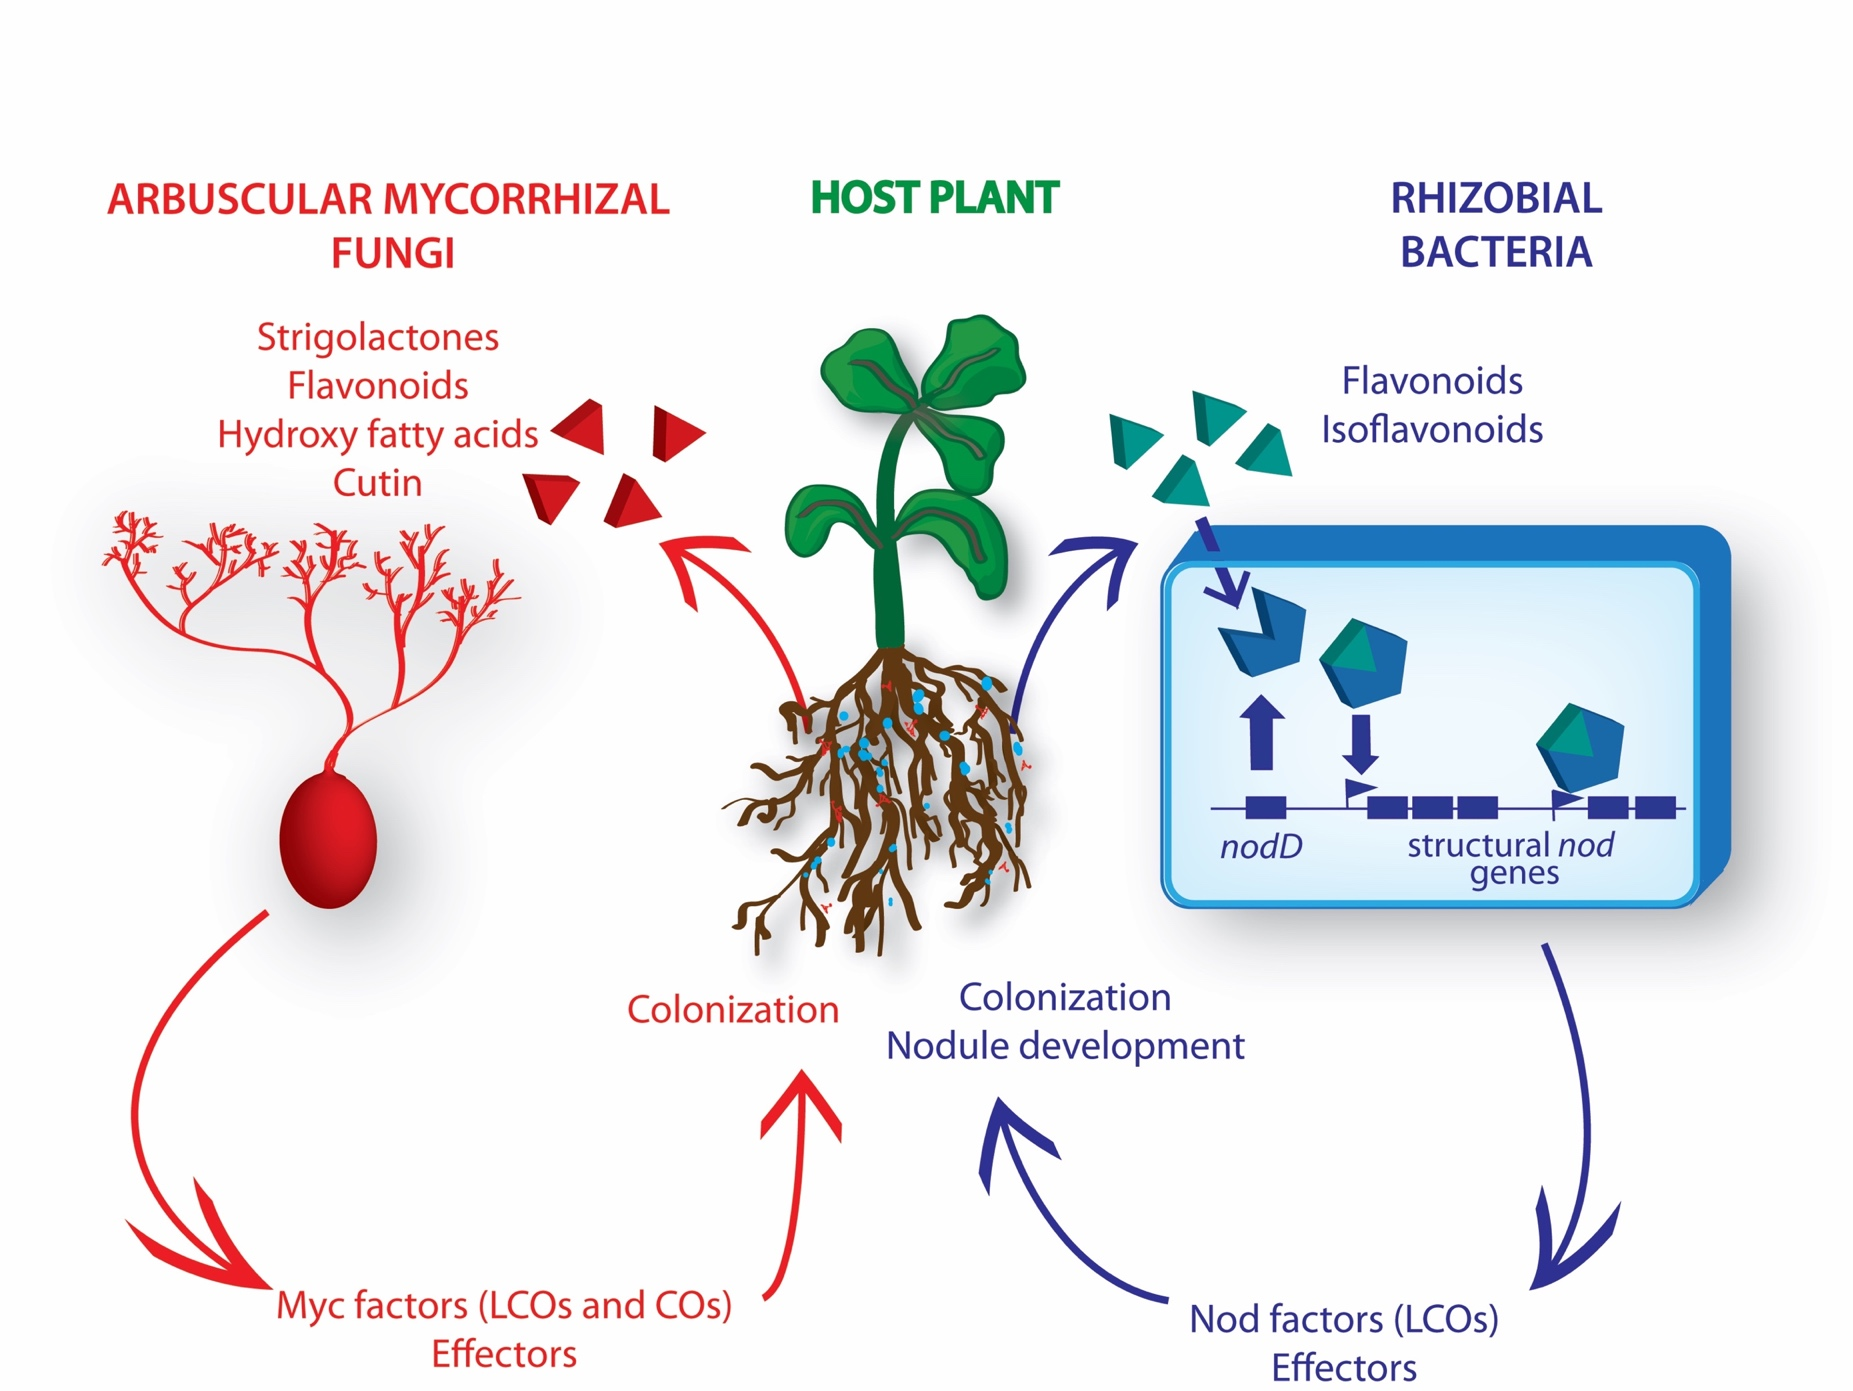 ARBUSCULAR MYCORRHIZAL
FUNGI
HOST PLANT
RHIZOBIAL
BACTERIA
Strigolactones
Flavonoids
Hydroxy fatty acids
Cutin
Flavonoids
Isoflavonoids
nodD
structural nod
genes
Colonization
Colonization
Nodule development
Myc factors (LCOs and COs)
Effectors
Nod factors (LCOs)
Effectors